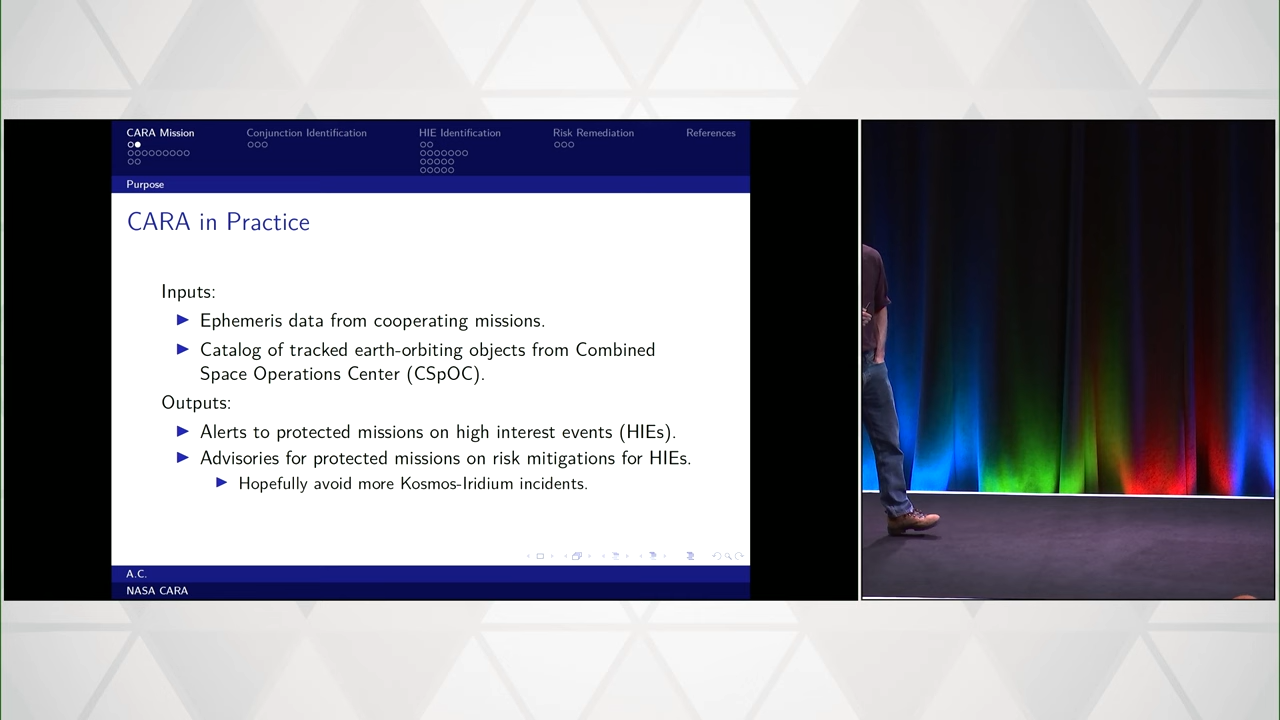 CARA Mission
Conjunction Identification
HIE Identification
Risk Remediation
References
Purpose
CARA in Practice
Inputs:
Ephemeris data from cooperating missions.
Catalog of tracked earth-orbiting objects from Combined
Space Operations Center (CSpOC).
Outputs:
Alerts to protected missions on high interest events (HIEs).
Advisories for protected missions on risk mitigations for HIEs.
Hopefully avoid more Kosmos-Iridium incidents.
A.C.
NASA CARA